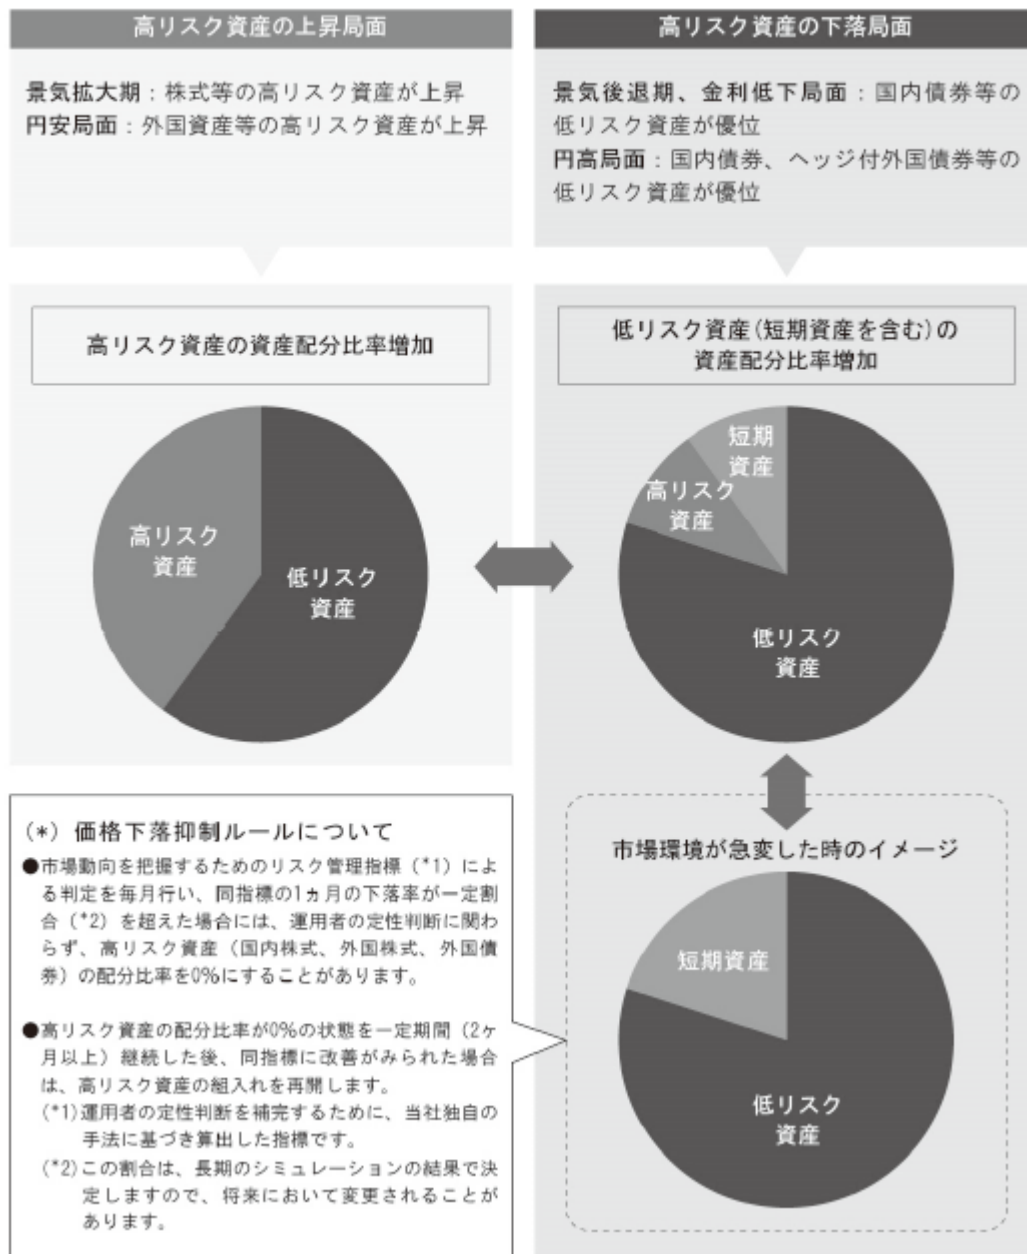 高リスク資産の上昇局面
景気拡大期：株式等の高リスク資産が上昇
円安局面：外国資産等の高リスク資産が上昇
高リスク資産の下落局面
景気後退期、金利低下局面：国内債券等の
低リスク資産が優位
円高局面：国内債券、ヘッジ付外国債券等の
低リスク資産が優位
高リスク資産の資産配分比率増加
高リスク
資産
低リスク
資産
低リスク資産(短期資産を含む)の
資産配分比率増加
短期
資産
高リスク
資産
低リスク
資産
(*) 価格下落抑制ルールについて
●市場動向を把握するためのリスク管理指標（*1）によ
る判定を毎月行い、同指標の1ヵ月の下落率が一定割
合（*2）を超えた場合には、運用者の定性判断に関わ
らず、高リスク資産（国内株式、外国株式、外国債
券）の配分比率を0%にすることがあります。
●高リスク資産の配分比率が0%の状態を一定期間（2ヶ
月以上）継続した後、同指標に改善がみられた場合
は、高リスク資産の組入れを再開します。
(*1)運用者の定性判断を補完するために、当社独自の
手法に基づき算出した指標です。
(*2)この割合は、長期のシミュレーションの結果で決
定しますので、将来において変更されることが
あります。
市場環境が急変した時のイメージ
短期資産
低リスク
資産